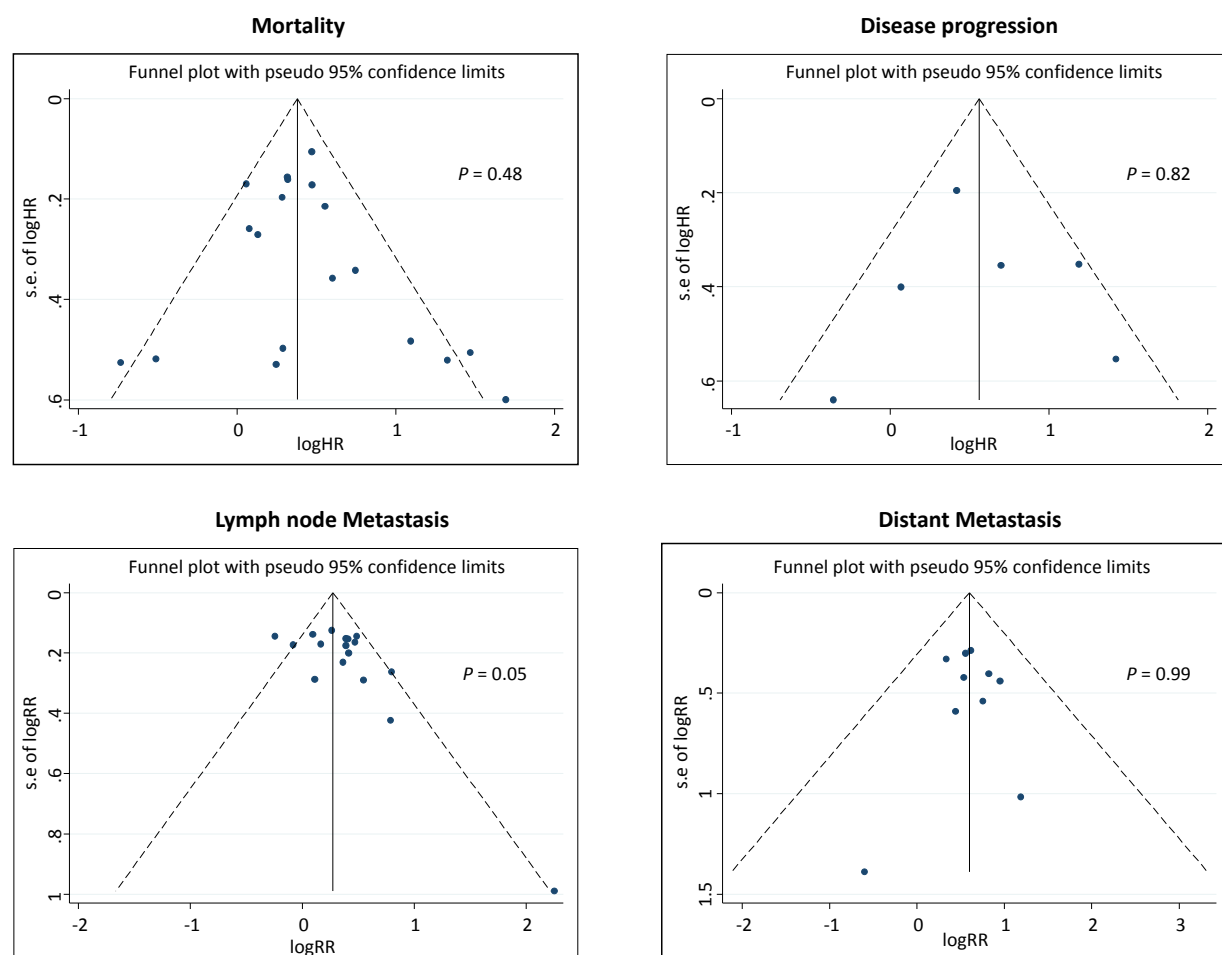 Mortality
Funnel plot with pseudo 95% confidence limits
P = 0.48
s.e. of logHR
0
.2
.4
.6
-1
0
1
2
logHR
Disease progression
Funnel plot with pseudo 95% confidence limits
P = 0.82
s.e of logHR
0
.2
.4
.6
-1
0
1
2
logHR
Lymph node Metastasis
Funnel plot with pseudo 95% confidence limits
P = 0.05
s.e of logRR
0
.2
.4
.6
.8
1
-2
-1
0
1
2
logRR
Distant Metastasis
Funnel plot with pseudo 95% confidence limits
P = 0.99
s.e of logRR
0
.5
1
1.5
-2
-1
0
1
2
3
logRR